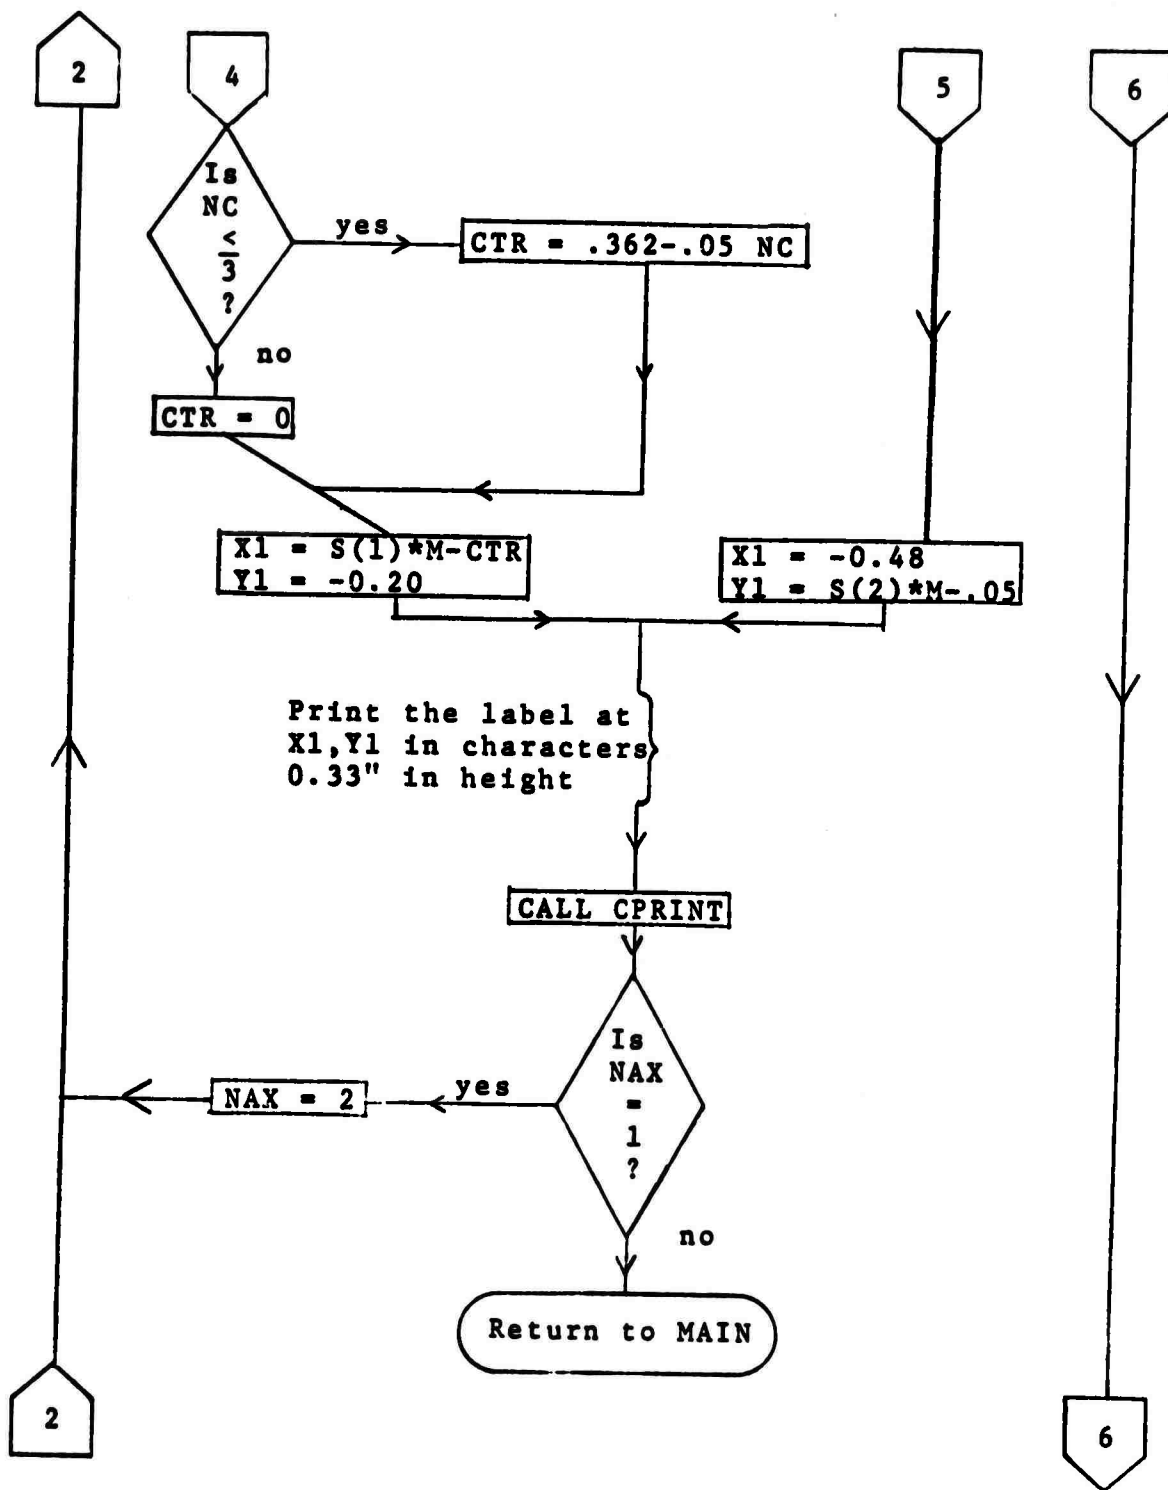 2
4
5
6
Is
NC
≤
3
?
yes
CTR = .362-.05 NC
no
CTR = 0
X1 = S(1)*M-CTR
Y1 = -0.20
X1 = -0.48
Y1 = S(2)*M-.05
Print the label at
X1,Y1 in characters
0.33" in height
CALL CPRINT
Is
NAX
=
1
?
yes
NAX = 2
no
Return to MAIN
2
6